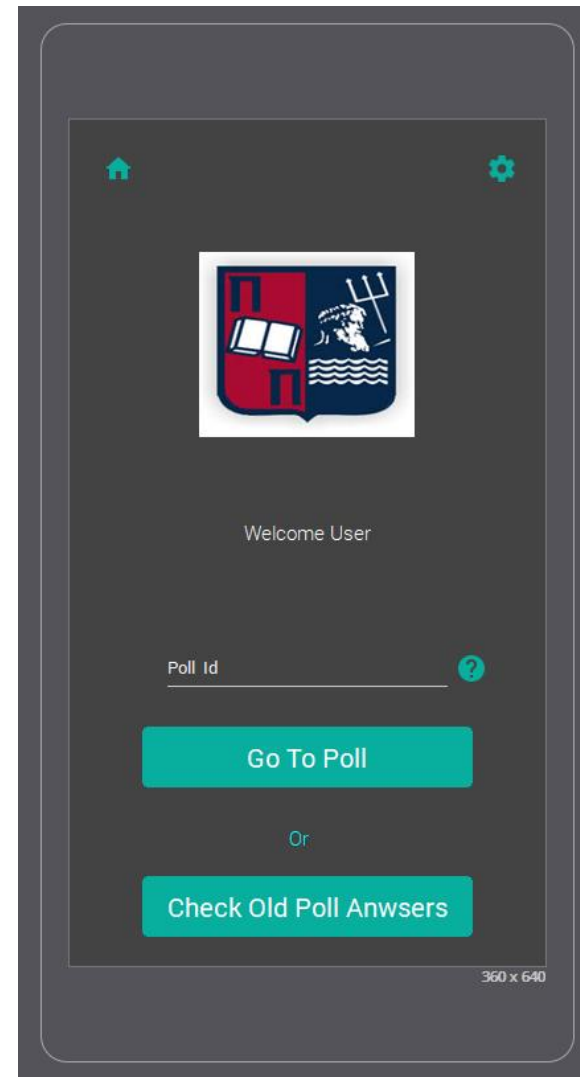 Π
Π
Welcome User
Poll Id
?
Go To Poll
Or
Check Old Poll Anwsers
360 x 640